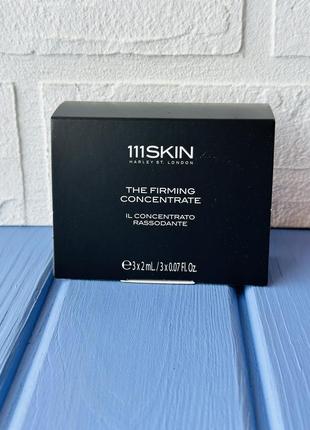 111SKIN
HARLEY ST. LONDON
THE FIRMING
CONCENTRATE
IL CONCENTRATO
RASSODANTE
℮3 x 2 mL. / 3 x 0.07 Fl. Oz.